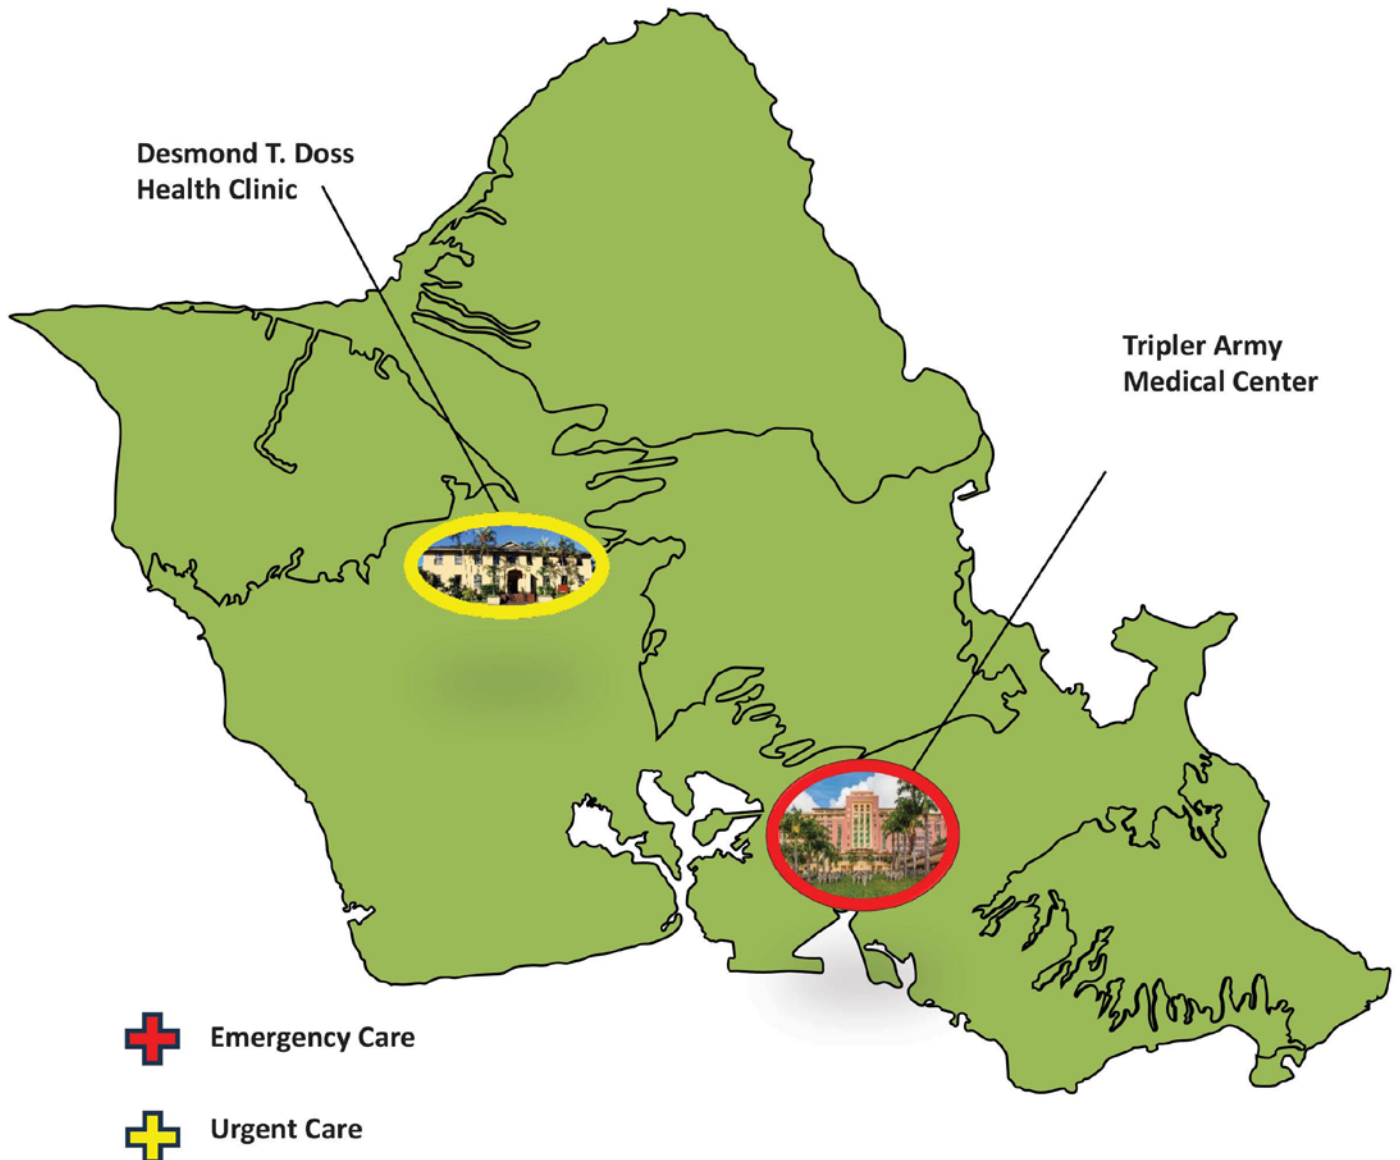 Desmond T. Doss
Health Clinic
Tripler Army
Medical Center
Emergency Care
Urgent Care